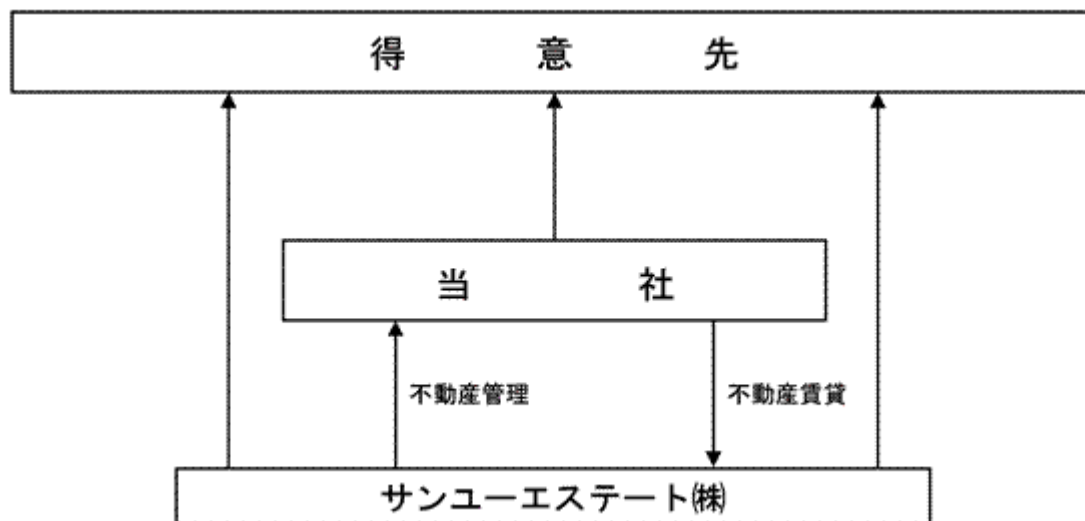 得意先
当社
不動産管理
不動産賃貸
サンユーエステート㈱